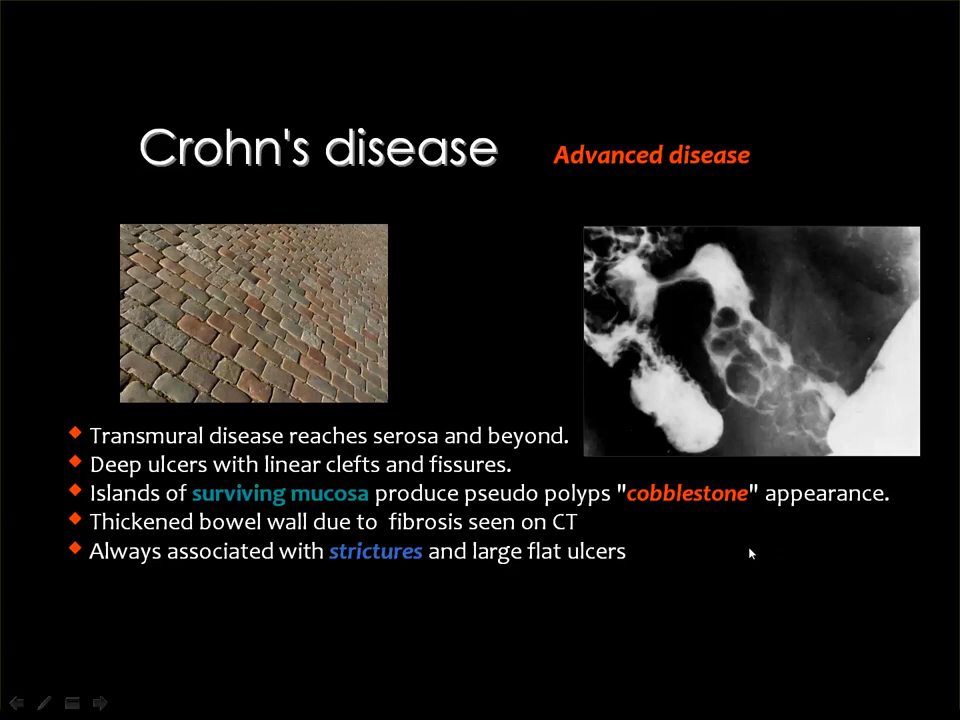 Crohn's disease
Advanced disease
Transmural disease reaches serosa and beyond.
Deep ulcers with linear clefts and fissures.
Islands of surviving mucosa produce pseudo polyps "cobblestone" appearance.
Thickened bowel wall due to  fibrosis seen on CT
Always associated with strictures and large flat ulcers